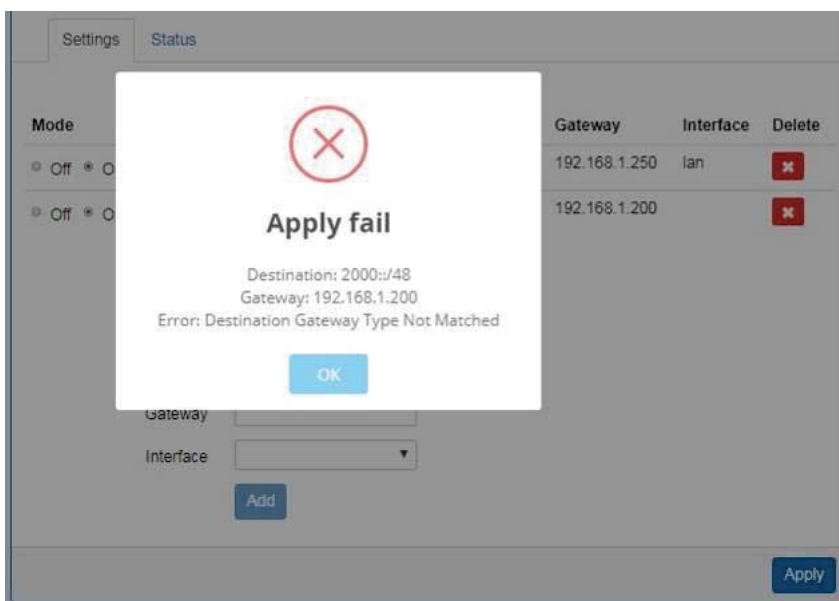 Settings Status
Mode Gateway Interface Delete
Off O 192.168.1.250 lan
Off O 192.168.1.200
Apply fail
Destination: 2000::/48
Gateway: 192.168.1.200
Error: Destination Gateway Type Not Matched
OK
Gateway
Interface
Add
Apply